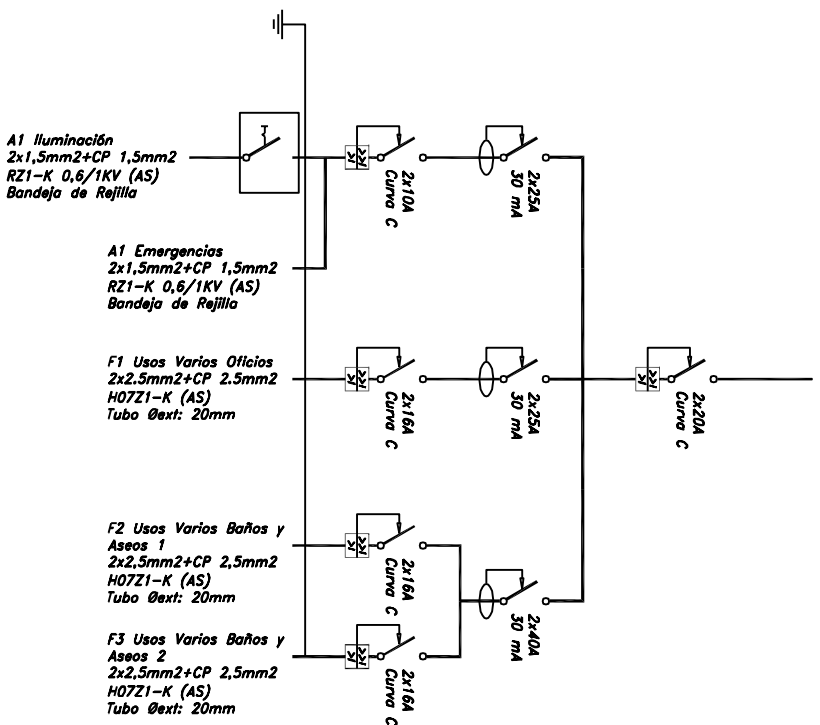 A1 Iluminación
2x1,5mm2+CP 1,5mm2
RZ1-K 0,6/1KV (AS)
Bandeja de Rejilla
2x10A
Curva C
2x25A
30 mA
A1 Emergencias
2x1,5mm2+CP 1,5mm2
RZ1-K 0,6/1KV (AS)
Bandeja de Rejilla
F1 Usos Varios Oficios
2x2.5mm2+CP 2.5mm2
H07Z1-K (AS)
Tubo Øext: 20mm
2x16A
Curva C
2x25A
30 mA
2x20A
Curva C
F2 Usos Varios Baños y
Aseos 1
2x2,5mm2+CP 2,5mm2
H07Z1-K (AS)
Tubo Øext: 20mm
2x16A
Curva C
2x40A
30 mA
F3 Usos Varios Baños y
Aseos 2
2x2,5mm2+CP 2,5mm2
H07Z1-K (AS)
Tubo Øext: 20mm
2x16A
Curva C